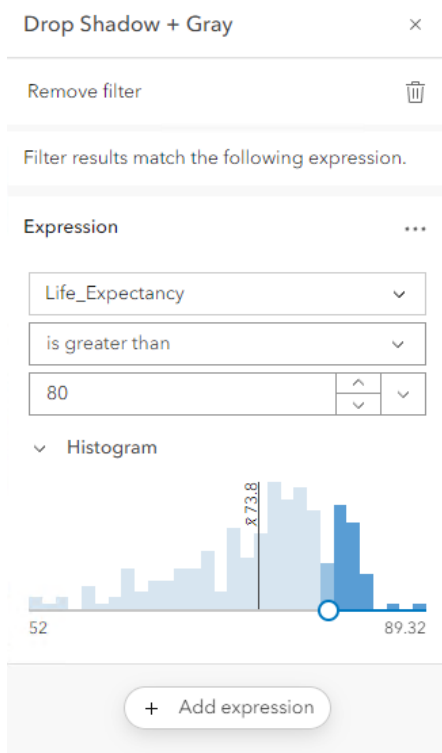 Drop Shadow + Gray
Remove filter
Filter results match the following expression.
Expression
Life_Expectancy
is greater than
80
Histogram
x̄ 73.8
52
89.32
+ Add expression